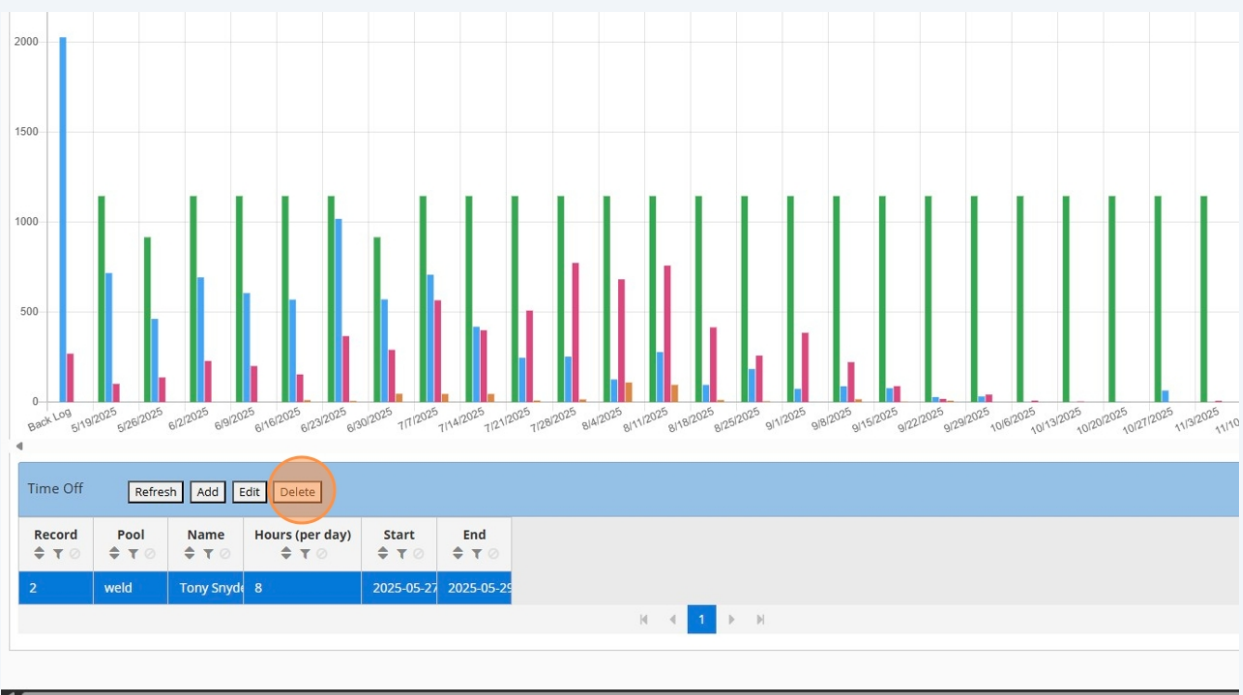 2000
1500
1000
500
0
Back Log 5/19/2025 5/26/2025 6/2/2025 6/9/2025 6/16/2025 6/23/2025 6/30/2025 7/7/2025 7/14/2025 7/21/2025 7/28/2025 8/4/2025 8/11/2025 8/18/2025 8/25/2025 9/1/2025 9/8/2025 9/15/2025 9/22/2025 9/29/2025 10/6/2025 10/13/2025 10/20/2025 10/27/2025 11/3/2025 11/10
Time Off Refresh Add Edit Delete
Record Pool Name Hours (per day) Start End
2 weld Tony Snyde 8 2025-05-27 2025-05-29
1